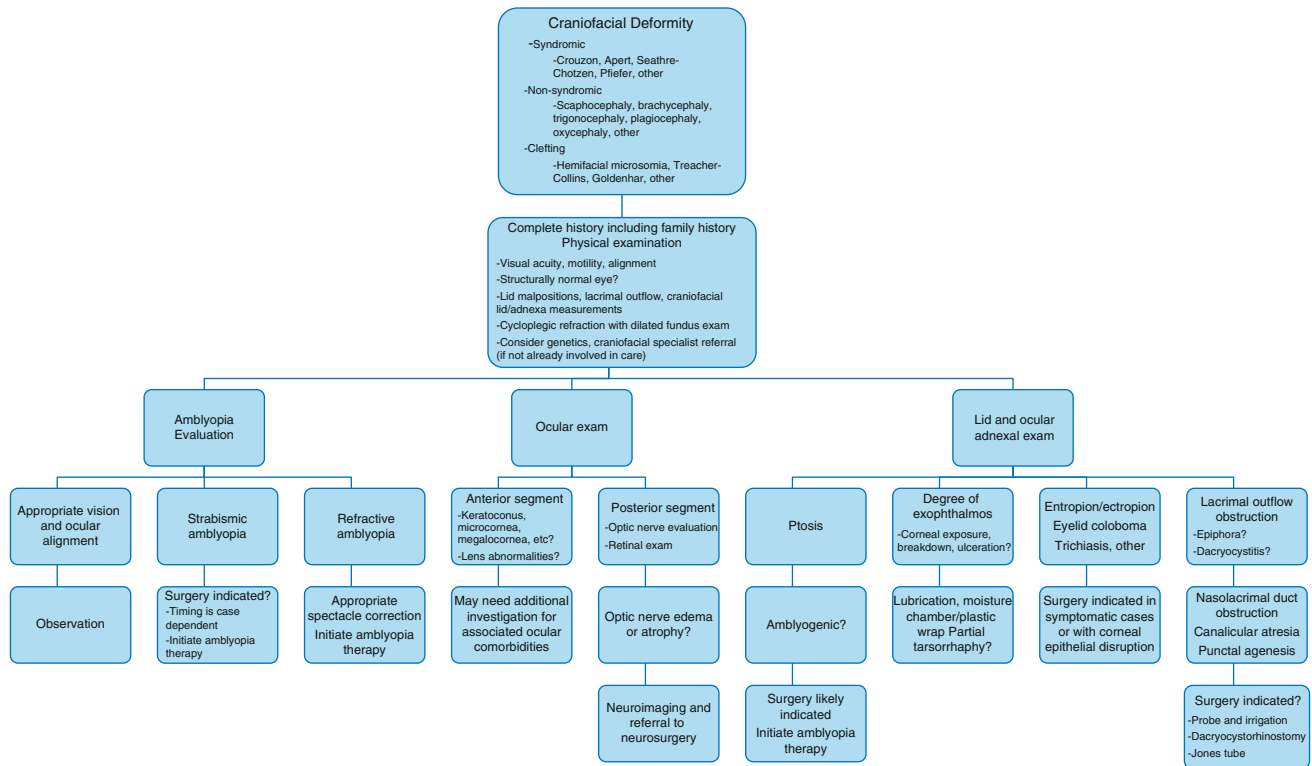 Craniofacial Deformity
-Syndromic
-Crouzon, Apert, Seathre-
Chotzen, Pfiefer, other
-Non-syndromic
-Scaphocephaly, brachycephaly,
trigonocephaly, plagiocephaly,
oxycephaly, other
-Clefting
-Hemifacial microsomia, Treacher-
Collins, Goldenhar, other
Complete history including family history
Physical examination
-Visual acuity, motility, alignment
-Structurally normal eye?
-Lid malpositions, lacrimal outflow, craniofacial
lid/adnexa measurements
-Cycloplegic refraction with dilated fundus exam
-Consider genetics, craniofacial specialist referral
(if not already involved in care)
Amblyopia
Evaluation
Ocular exam
Lid and ocular
adnexal exam
Appropriate vision
and ocular
alignment
Strabismic
amblyopia
Refractive
amblyopia
Anterior segment
-Keratoconus,
microcornea,
megalocornea, etc?
-Lens abnormalities?
Posterior segment
-Optic nerve evaluation
-Retinal exam
Ptosis
Degree of
exophthalmos
-Corneal exposure,
breakdown, ulceration?
Entropion/ectropion
Eyelid coloboma
Trichiasis, other
Lacrimal outflow
obstruction
-Epiphora?
-Dacryocystitis?
Observation
Surgery indicated?
-Timing is case
dependent
-Initiate amblyopia
therapy
Appropriate
spectacle correction
Initiate amblyopia
therapy
May need additional
investigation for
associated ocular
comorbidities
Optic nerve edema
or atrophy?
Amblyogenic?
Lubrication, moisture
chamber/plastic
wrap Partial
tarsorrhaphy?
Surgery indicated in
symptomatic cases
or with corneal
epithelial disruption
Nasolacrimal duct
obstruction
Canalicular atresia
Punctal agenesis
Neuroimaging and
referral to
neurosurgery
Surgery likely
indicated
Initiate amblyopia
therapy
Surgery indicated?
-Probe and irrigation
-Dacryocystorhinostomy
-Jones tube